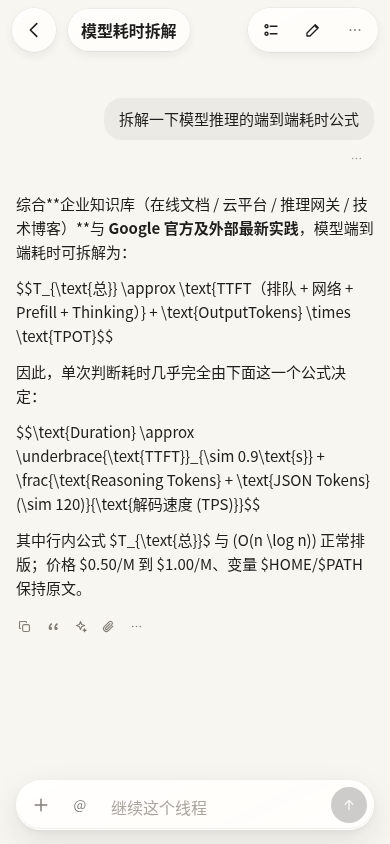 模型耗时拆解
拆解一下模型推理的端到端耗时公式
综合**企业知识库（在线文档 / 云平台 / 推理网关 / 技
术博客）**与 Google 官方及外部最新实践，模型端到
端耗时可拆解为：
$$T_{\text{总}} \approx \text{TTFT（排队 + 网络 +
Prefill + Thinking）} + \text{OutputTokens} \times
\text{TPOT}$$
因此，单次判断耗时几乎完全由下面这一个公式决
定：
$$\text{Duration} \approx
\underbrace{\text{TTFT}}_{\sim 0.9\text{s}} +
\frac{\text{Reasoning Tokens} + \text{JSON Tokens}
(\sim 120)}{\text{解码速度 (TPS)}}$$
其中行内公式 $T_{\text{总}}$ 与 (O(n \log n)) 正常排
版；价格 $0.50/M 到 $1.00/M、变量 $HOME/$PATH
保持原文。
@ 继续这个线程